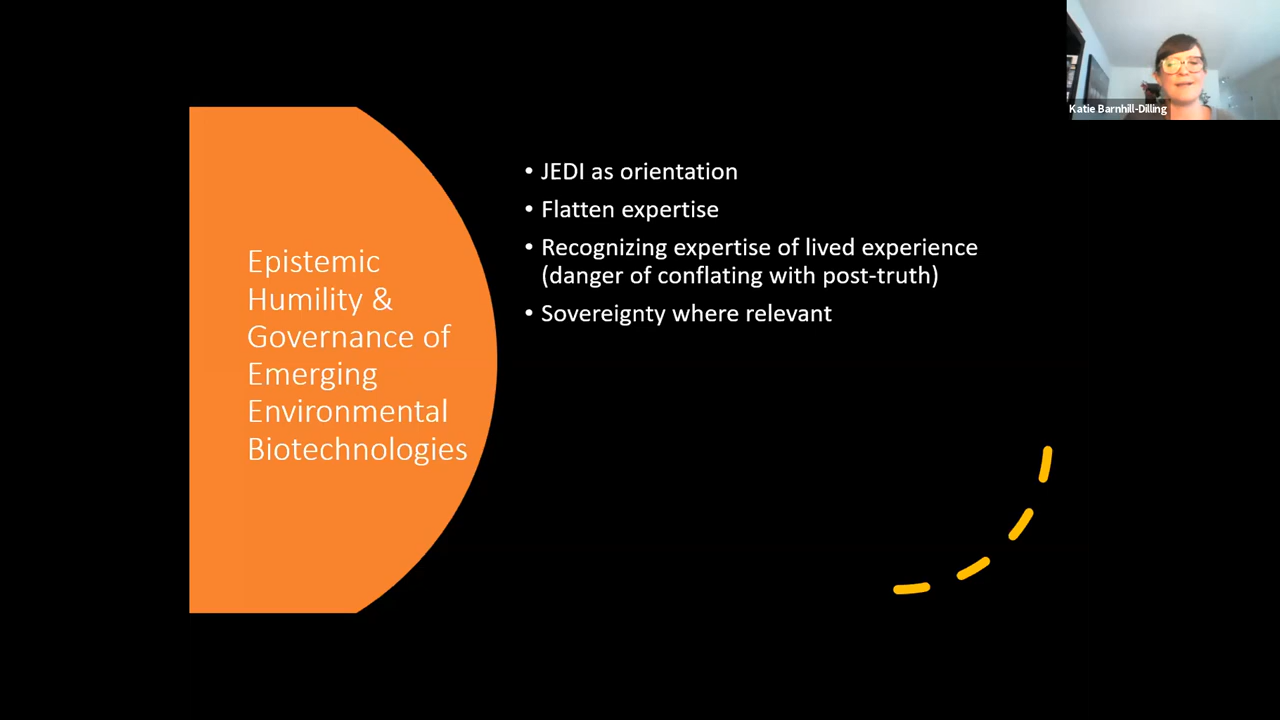 Katie Barnhill-Dilling
Epistemic
Humility &
Governance of
Emerging
Environmental
Biotechnologies
• JEDI as orientation
• Flatten expertise
• Recognizing expertise of lived experience
(danger of conflating with post-truth)
• Sovereignty where relevant